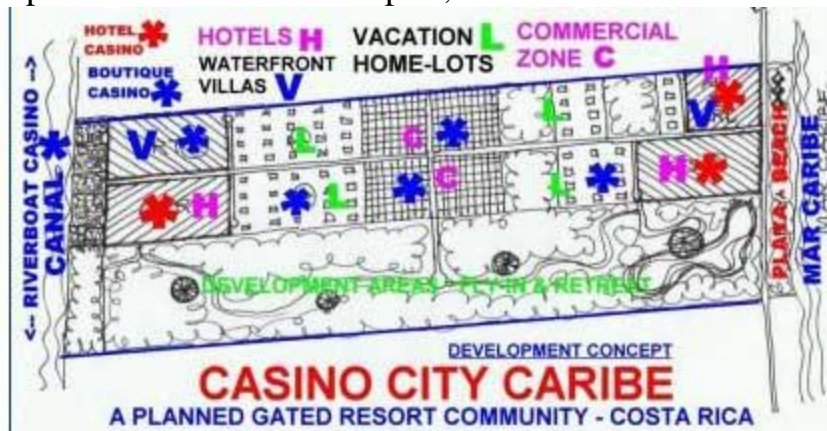 HOTEL
CASINO
BOUTIQUE
CASINO
HOTELS H
WATERFRONT
VILLAS V
VACATION L
HOME-LOTS
COMMERCIAL
ZONE C
H
L
V
V
L
C
H
H
L
C
L
<-- RIVERBOAT CASINO -->
CANAL
PLAYA - BEACH
MAR CARIBE
DEVELOPMENT AREAS - FLY-IN & RETREAT
DEVELOPMENT CONCEPT
CASINO CITY CARIBE
A PLANNED GATED RESORT COMMUNITY - COSTA RICA